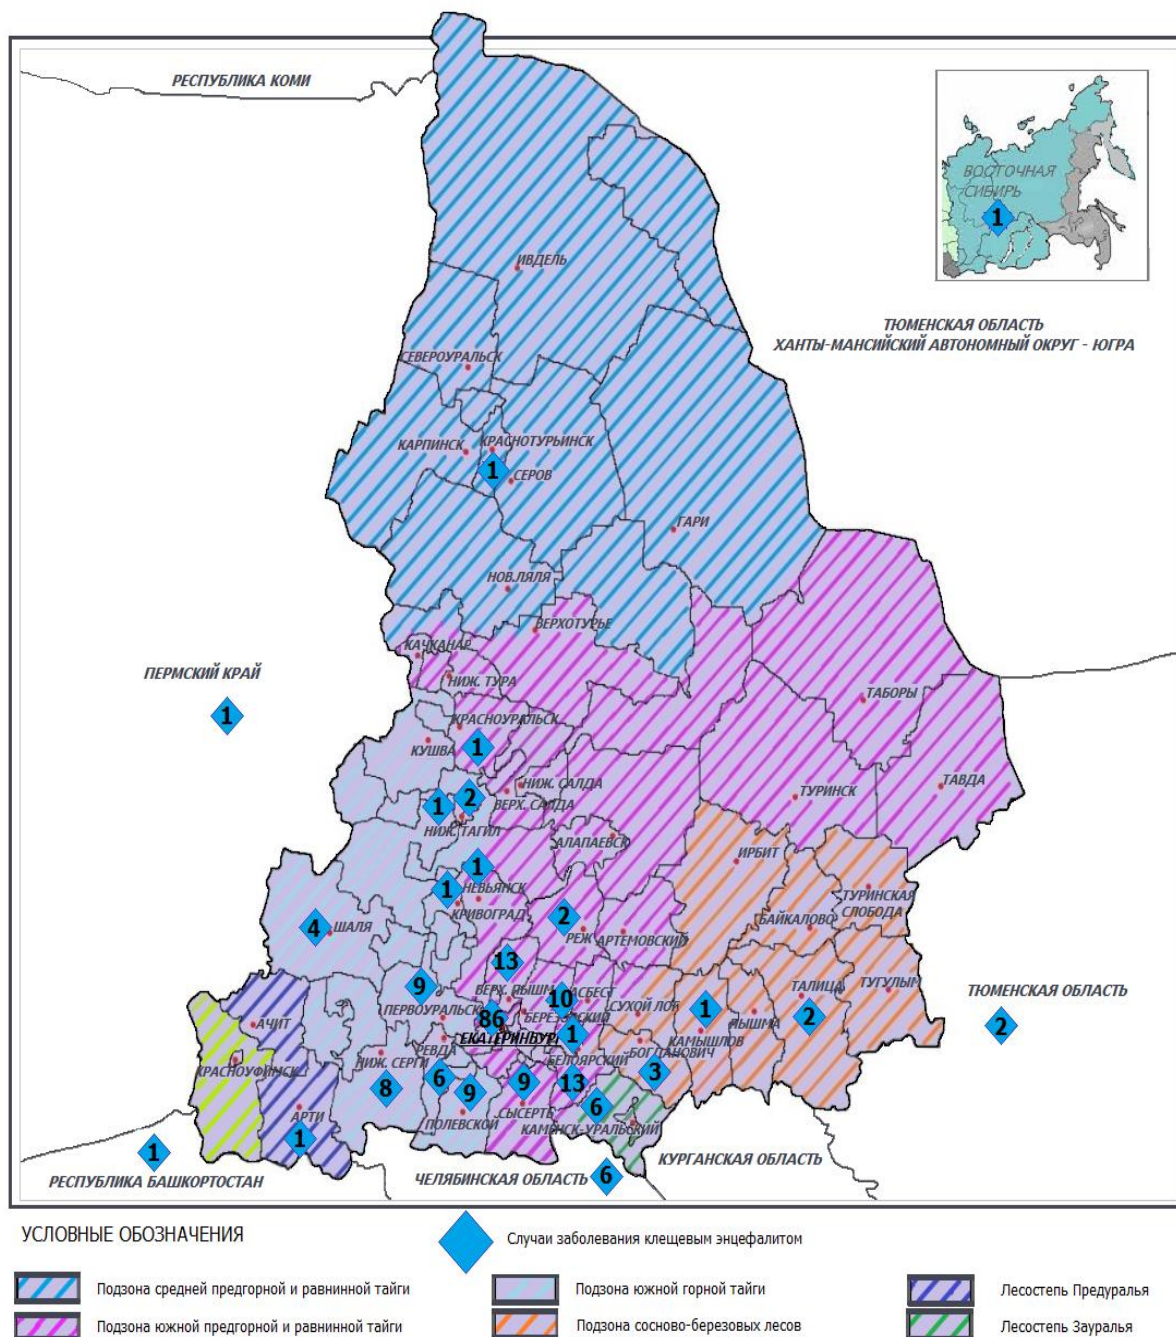 РЕСПУБЛИКА КОМИ
ВОСТОЧНАЯ
СИБИРЬ
1
ИВДЕЛЬ
ТЮМЕНСКАЯ ОБЛАСТЬ
ХАНТЫ-МАНСИЙСКИЙ АВТОНОМНЫЙ ОКРУГ - ЮГРА
СЕВЕРОУРАЛЬСК
КАРПИНСК
КРАСНОТУРЬИНСК
1
СЕРОВ
ГАРИ
НОВ.ЛЯЛЯ
ВЕРХОТУРЬЕ
КАЧКАНАР
ПЕРМСКИЙ КРАЙ
НИЖ. ТУРА
ТАБОРЫ
1
КРАСНОУРАЛЬСК
КУШВА
1
ТАВДА
НИЖ. САЛДА
ТУРИНСК
2
1
ВЕРХ. САЛДА
НИЖ. ТАГИЛ
АЛАПАЕВСК
ИРБИТ
1
1
НЕВЬЯНСК
ТУРИНСКАЯ
СЛОБОДА
КРИВОГРАД
2
БАЙКАЛОВО
4
ШАЛЯ
РЕЖ
АРТЕМОВСКИЙ
13
9
ВЕРХ. ПЫШМ
10
АСБЕСТ
СУХОЙ ЛОГ
1
ТАЛИЦА
ТУГУЛЫМ
ТЮМЕНСКАЯ ОБЛАСТЬ
2
2
ПЕРВОУРАЛЬСК
86
БЕРЕЗОВСКИЙ
ПЫШМА
АЧИТ
ЕКАТЕРИНБУРГ
1
КАМЫШЛОВ
РЕВДА
БЕЛОЯРСКИЙ
БОГДАНОВИЧ
КРАСНОУФИНСК
НИЖ. СЕРГИ
3
8
6
9
9
13
6
АРТИ
ПОЛЕВСКОЙ
СЫСЕРТЬ
КАМЕНСК-УРАЛЬСКИЙ
1
1
КУРГАНСКАЯ ОБЛАСТЬ
РЕСПУБЛИКА БАШКОРТОСТАН
ЧЕЛЯБИНСКАЯ ОБЛАСТЬ
6
УСЛОВНЫЕ ОБОЗНАЧЕНИЯ
Случаи заболевания клещевым энцефалитом
Подзона средней предгорной и равнинной тайги
Подзона южной горной тайги
Лесостепь Предуралья
Подзона южной предгорной и равнинной тайги
Подзона сосново-березовых лесов
Лесостепь Зауралья